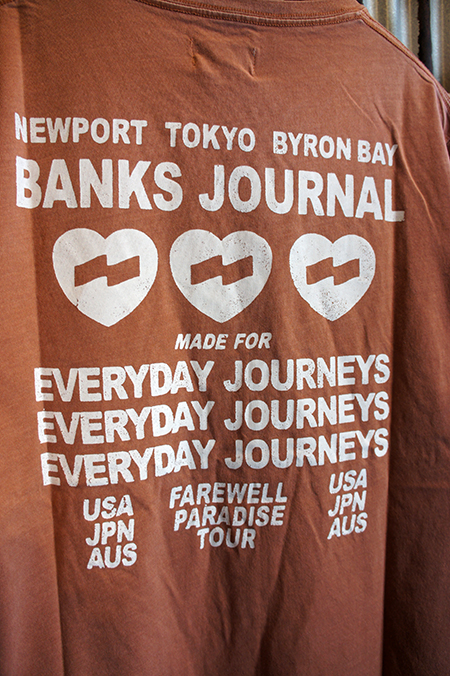 NEWPORT TOKYO BYRON BAY
BANKS JOURNAL
MADE FOR
EVERYDAY JOURNEYS
EVERYDAY JOURNEYS
EVERYDAY JOURNEYS
USA
JPN
AUS
FAREWELL
PARADISE
TOUR
USA
JPN
AUS